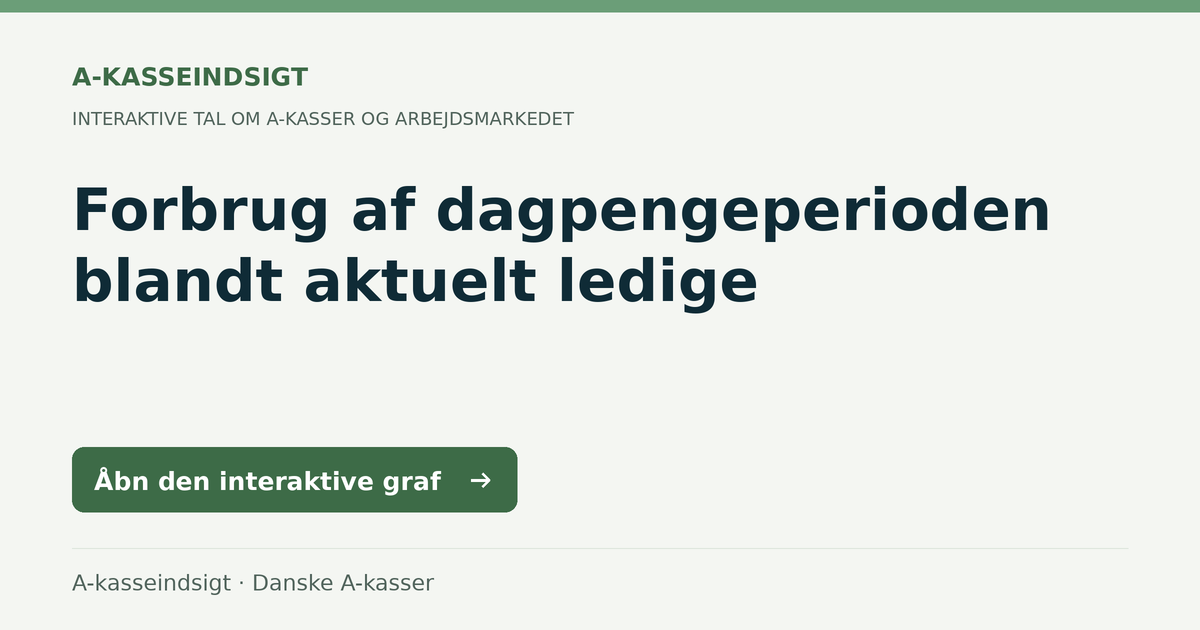 A-KASSEINDSIGT
INTERAKTIVE TAL OM A-KASSER OG ARBEJDSMARKEDET
Forbrug af dagpengeperioden
blandt aktuelt ledige
Åbn den interaktive graf →
A-kasseindsigt · Danske A-kasser